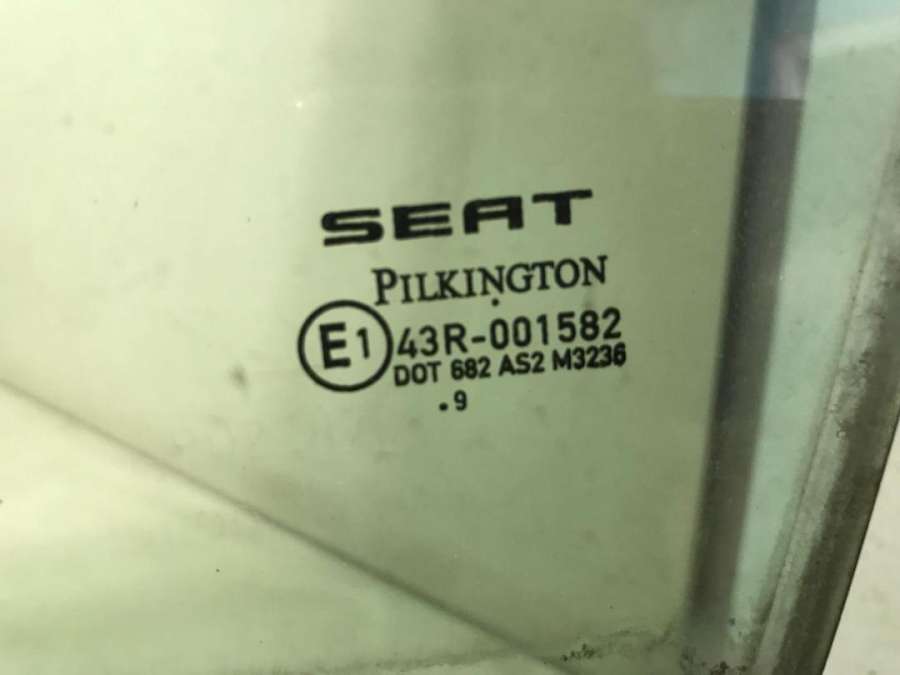 SEAT
PILKINGTON
E1 43R-001582
DOT 682 AS2 M3236
.9